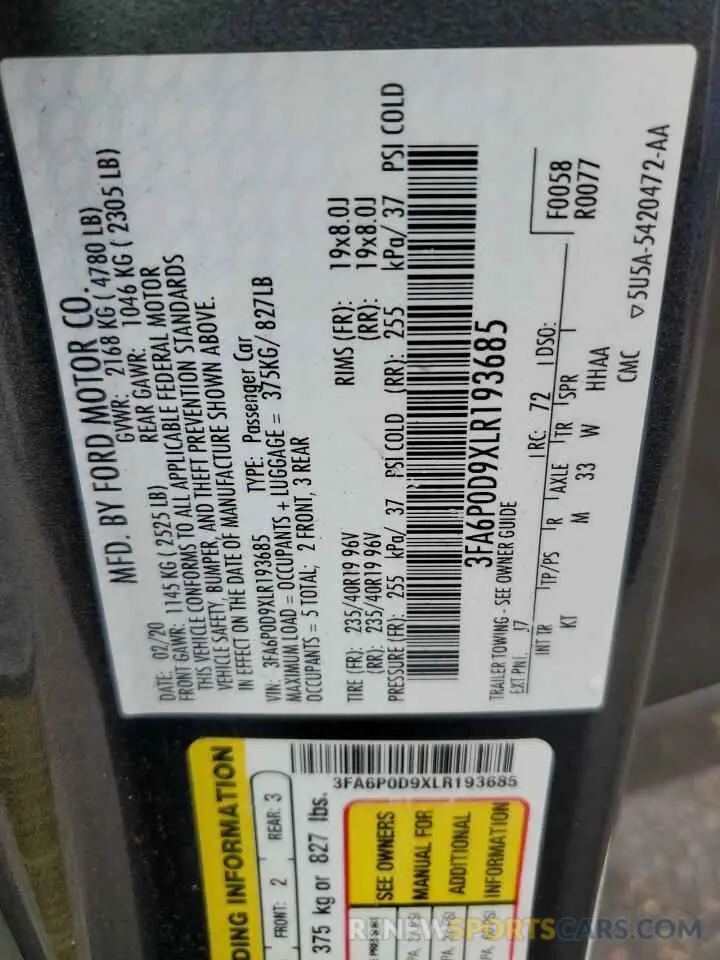 MFD. BY FORD MOTOR CO.
DATE: 02/20 GVWR: 2168 KG ( 4780 LB)
FRONT GAWR: 1145 KG ( 2525 LB) REAR GAWR: 1046 KG ( 2305 LB)
THIS VEHICLE CONFORMS TO ALL APPLICABLE FEDERAL MOTOR
VEHICLE SAFETY, BUMPER, AND THEFT PREVENTION STANDARDS
IN EFFECT ON THE DATE OF MANUFACTURE SHOWN ABOVE.
VIN: 3FA6P0D9XLR193685 TYPE: Passenger Car
MAXIMUM LOAD = OCCUPANTS + LUGGAGE = 375KG/ 827LB
OCCUPANTS = 5 TOTAL; 2 FRONT, 3 REAR
TIRE (FR): 235/40R19 96V RIMS (FR): 19x8.0J
(RR): 235/40R19 96V (RR): 19x8.0J
PRESSURE (FR): 255 kPa/ 37 PSI COLD (RR): 255 kPa/ 37 PSI COLD
3FA6P0D9XLR193685
TRAILER TOWING - SEE OWNER GUIDE
EXT PNT: J7 RC: 72 DSO: F0058
R0077
INT TR TP/PS R AXLE TR SPR
KT M 33 W HHAA
CMC ▽5U5A-5420472-AA
DING INFORMATION
FRONT: 2 REAR: 3
375 kg or 827 lbs.
3FA6P0D9XLR193685
SEE OWNERS
MANUAL FOR
ADDITIONAL
INFORMATION
RENEWSPORTSCARS.COM